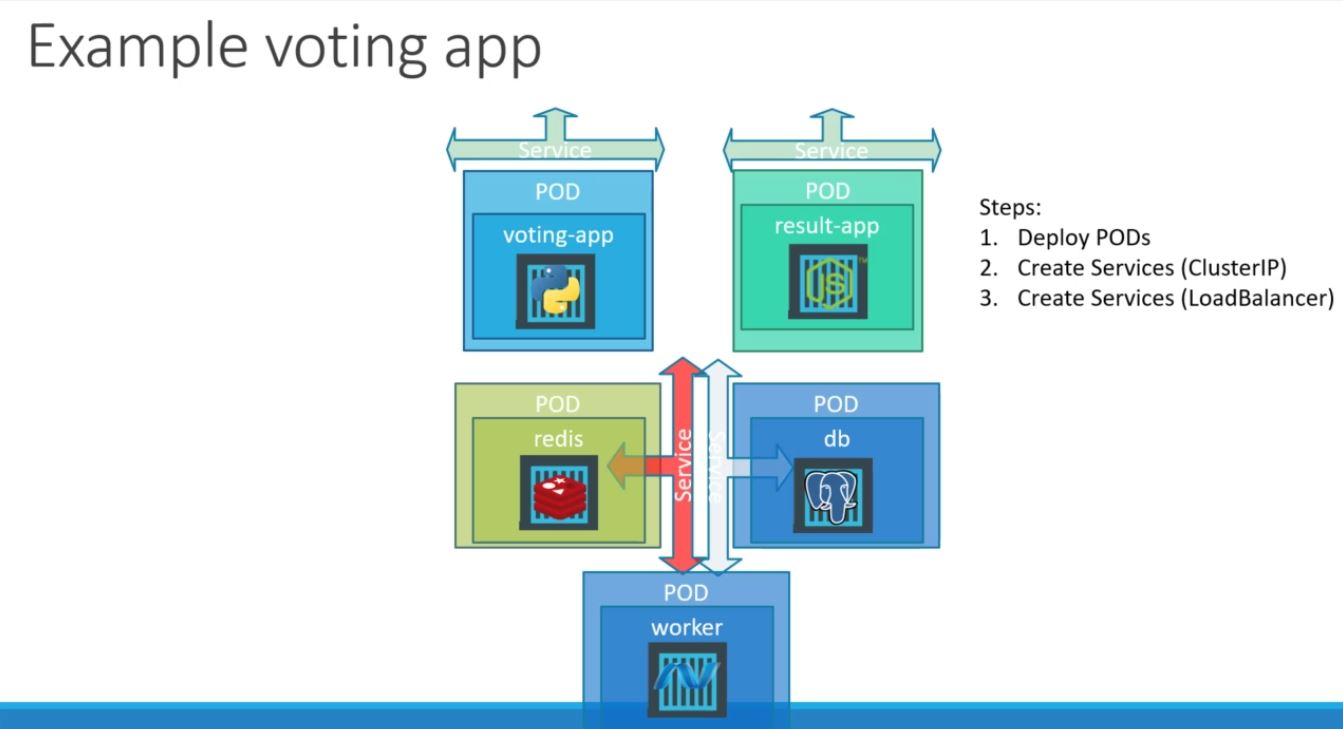 Example voting app
Service
Service
POD
voting-app
POD
result-app
JS
TM
Steps:
1. Deploy PODs
2. Create Services (ClusterIP)
3. Create Services (LoadBalancer)
POD
redis
Service
Service
POD
db
POD
worker